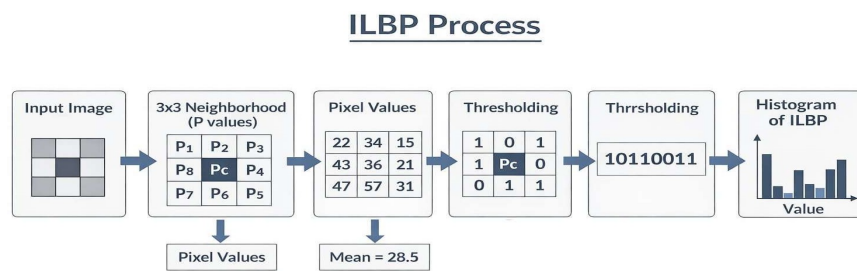 ILBP Process
Input Image
3x3 Neighborhood
(P values)
P₁ P₂ P₃
P₈ Pc P₄
P₇ P₆ P₅
Pixel Values
Pixel Values
22 34 15
43 36 21
47 57 31
Mean = 28.5
Thresholding
1 0 1
1 Pc 0
0 1 1
Thrrsholding
10110011
Histogram
of ILBP
Value